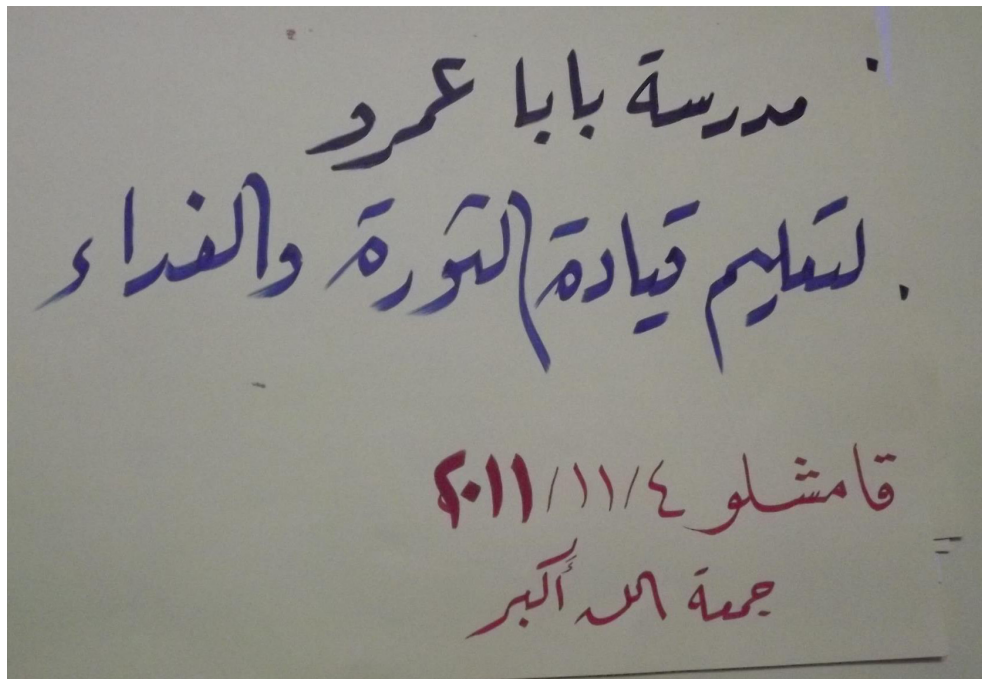 مدرسة بابا عمرو
لتعليم قيادة الثورة والفداء
قامشلو ٤/١١/٢٠١١
جمعة الله أكبر